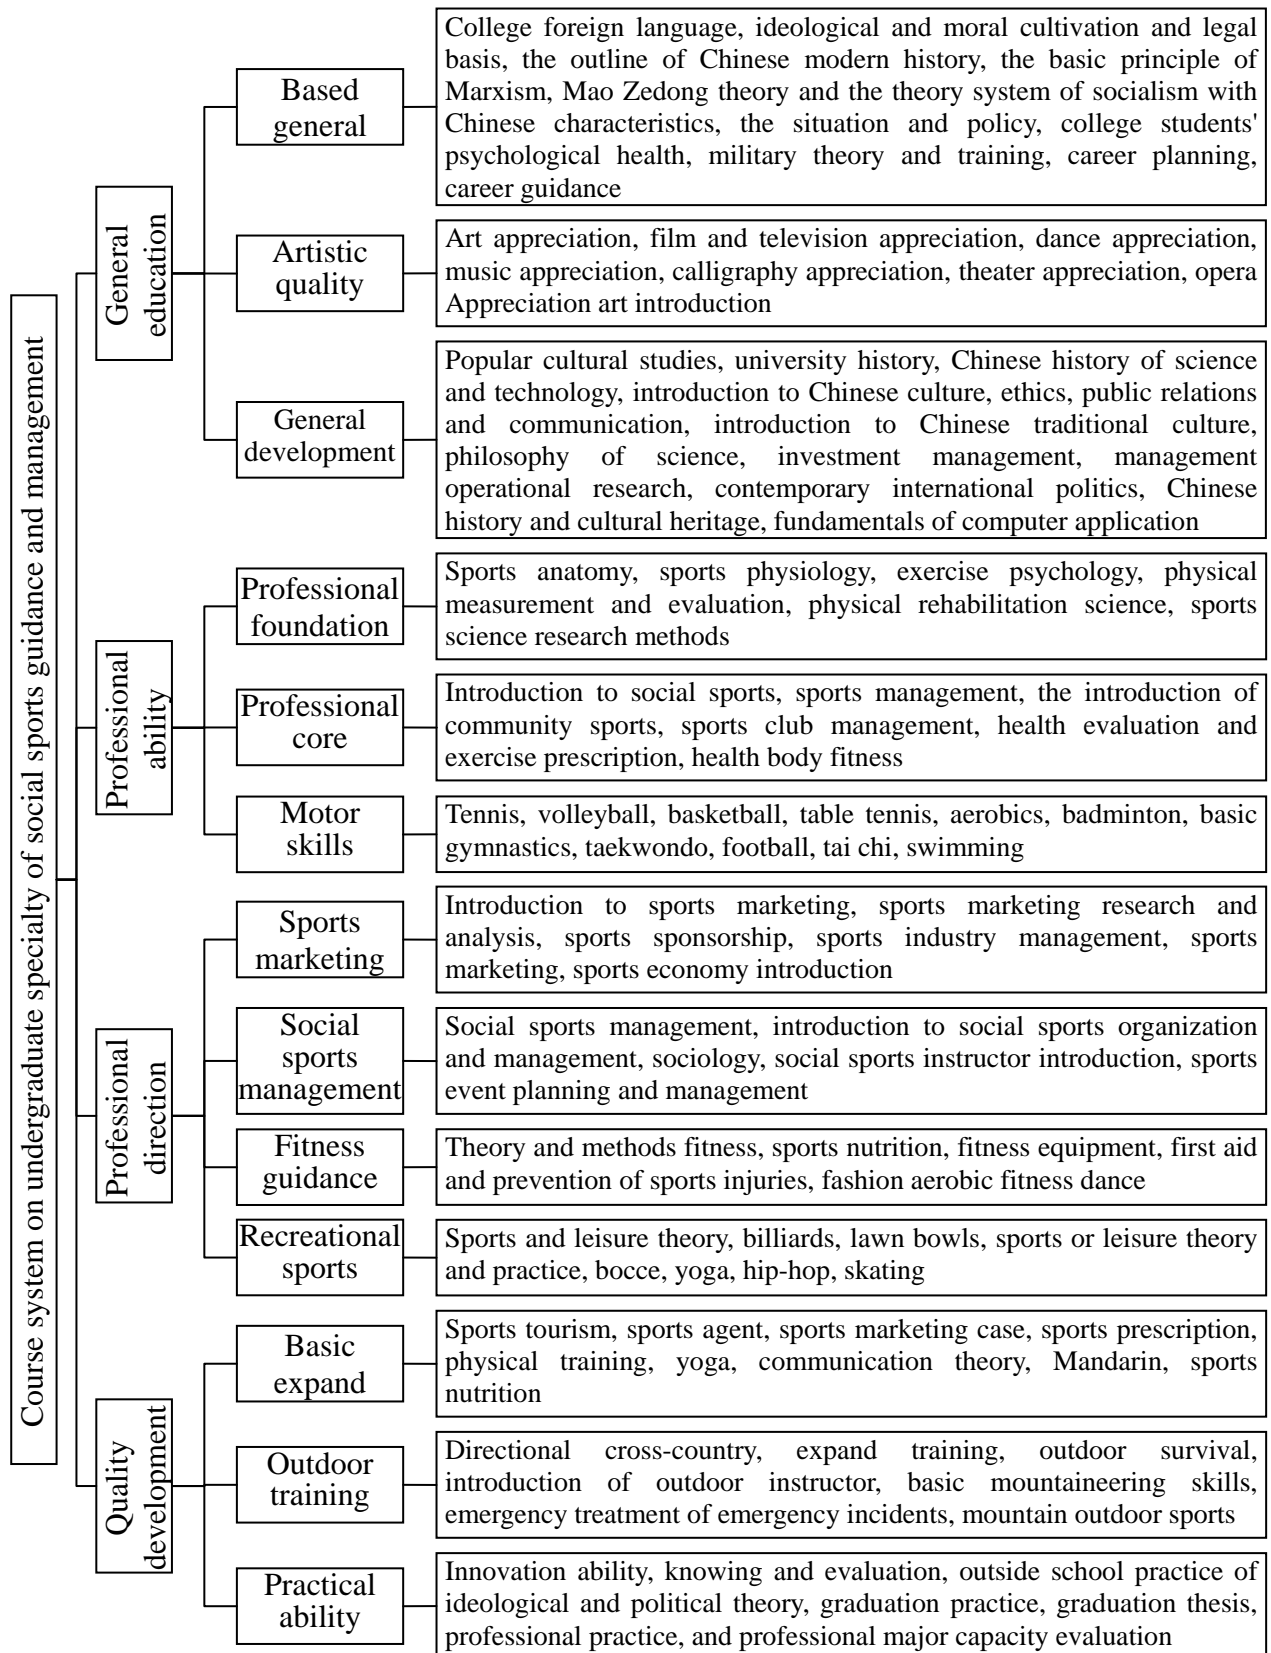 Course system on undergraduate specialty of social sports guidance and management
General
education
Based
general
College foreign language, ideological and moral cultivation and legal
basis, the outline of Chinese modern history, the basic principle of
Marxism, Mao Zedong theory and the theory system of socialism with
Chinese characteristics, the situation and policy, college students'
psychological health, military theory and training, career planning,
career guidance
Artistic
quality
Art appreciation, film and television appreciation, dance appreciation,
music appreciation, calligraphy appreciation, theater appreciation, opera
Appreciation art introduction
General
development
Popular cultural studies, university history, Chinese history of science
and technology, introduction to Chinese culture, ethics, public relations
and communication, introduction to Chinese traditional culture,
philosophy of science, investment management, management
operational research, contemporary international politics, Chinese
history and cultural heritage, fundamentals of computer application
Professional
ability
Professional
foundation
Sports anatomy, sports physiology, exercise psychology, physical
measurement and evaluation, physical rehabilitation science, sports
science research methods
Professional
core
Introduction to social sports, sports management, the introduction of
community sports, sports club management, health evaluation and
exercise prescription, health body fitness
Motor
skills
Tennis, volleyball, basketball, table tennis, aerobics, badminton, basic
gymnastics, taekwondo, football, tai chi, swimming
Professional
direction
Sports
marketing
Introduction to sports marketing, sports marketing research and
analysis, sports sponsorship, sports industry management, sports
marketing, sports economy introduction
Social
sports
management
Social sports management, introduction to social sports organization
and management, sociology, social sports instructor introduction, sports
event planning and management
Fitness
guidance
Theory and methods fitness, sports nutrition, fitness equipment, first aid
and prevention of sports injuries, fashion aerobic fitness dance
Recreational
sports
Sports and leisure theory, billiards, lawn bowls, sports or leisure theory
and practice, bocce, yoga, hip-hop, skating
Quality
development
Basic
expand
Sports tourism, sports agent, sports marketing case, sports prescription,
physical training, yoga, communication theory, Mandarin, sports
nutrition
Outdoor
training
Directional cross-country, expand training, outdoor survival,
introduction of outdoor instructor, basic mountaineering skills,
emergency treatment of emergency incidents, mountain outdoor sports
Practical
ability
Innovation ability, knowing and evaluation, outside school practice of
ideological and political theory, graduation practice, graduation thesis,
professional practice, and professional major capacity evaluation